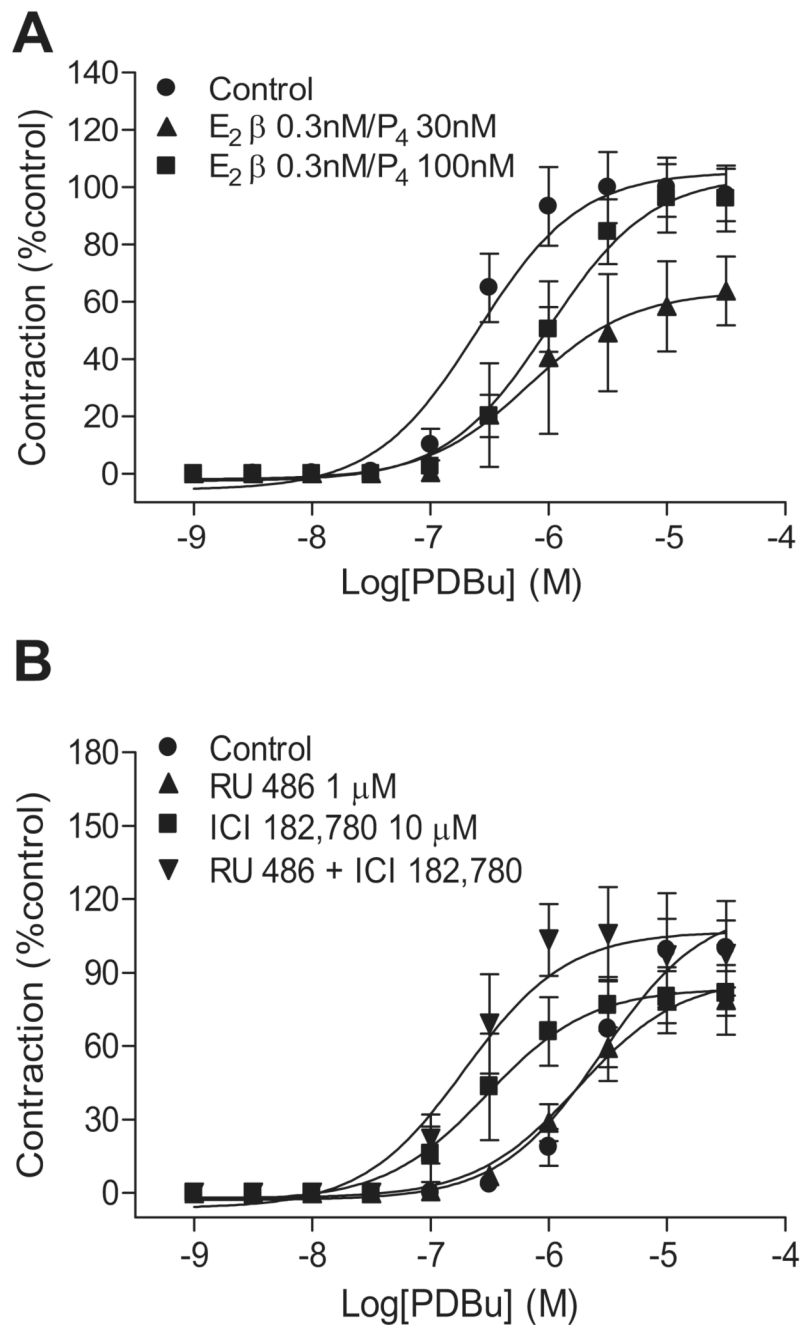 A
Contraction (%control)
140
120
100
80
60
40
20
0
Control
E₂ β 0.3nM/P₄ 30nM
E₂ β 0.3nM/P₄ 100nM
-9 -8 -7 -6 -5 -4
Log[PDBu] (M)
B
Contraction (%control)
180
150
120
90
60
30
0
Control
RU 486 1 μM
ICI 182,780 10 μM
RU 486 + ICI 182,780
-9 -8 -7 -6 -5 -4
Log[PDBu] (M)